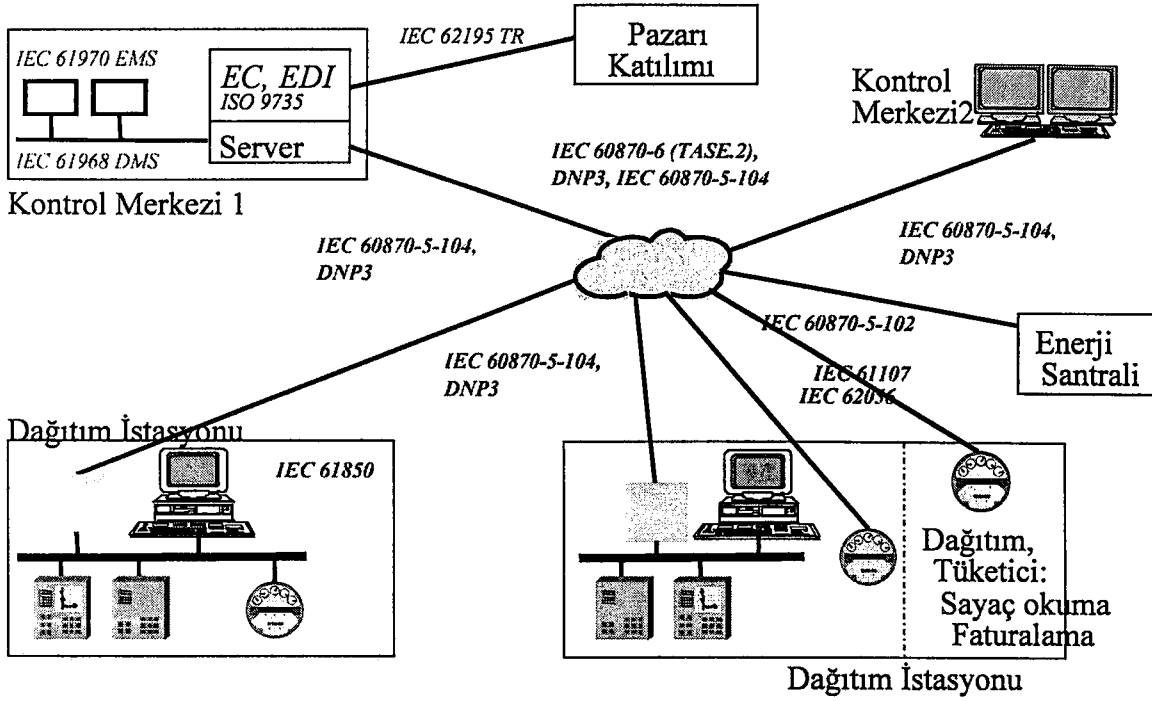 IEC 61970 EMS
EC, EDI
ISO 9735
Server
IEC 61968 DMS
Kontrol Merkezi 1
IEC 62195 TR
Pazarı
Katılımı
Kontrol
Merkezi2
IEC 60870-6 (TASE.2),
DNP3, IEC 60870-5-104
IEC 60870-5-104,
DNP3
IEC 60870-5-104,
DNP3
IEC 60870-5-102
Enerji
Santrali
IEC 60870-5-104,
DNP3
IEC 61107
IEC 62056
Dağıtım İstasyonu
IEC 61850
Dağıtım,
Tüketici:
Sayaç okuma
Faturalama
Dağıtım İstasyonu